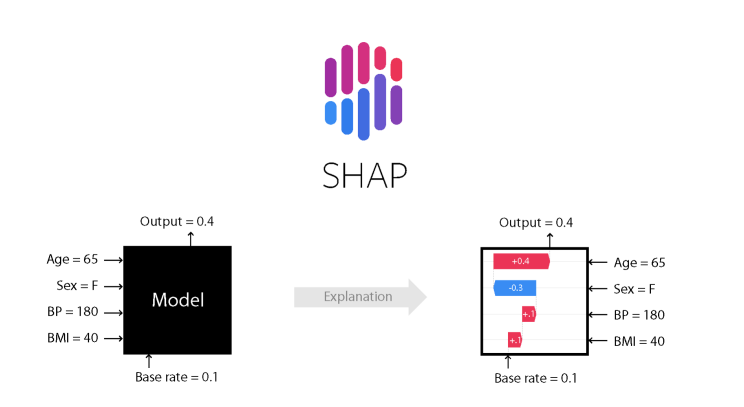 SHAP
Output = 0.4
Age = 65
Sex = F
BP = 180
BMI = 40
Model
Base rate = 0.1
Explanation
Output = 0.4
+0.4
Age = 65
-0.3
Sex = F
+.1
BP = 180
+.1
BMI = 40
Base rate = 0.1